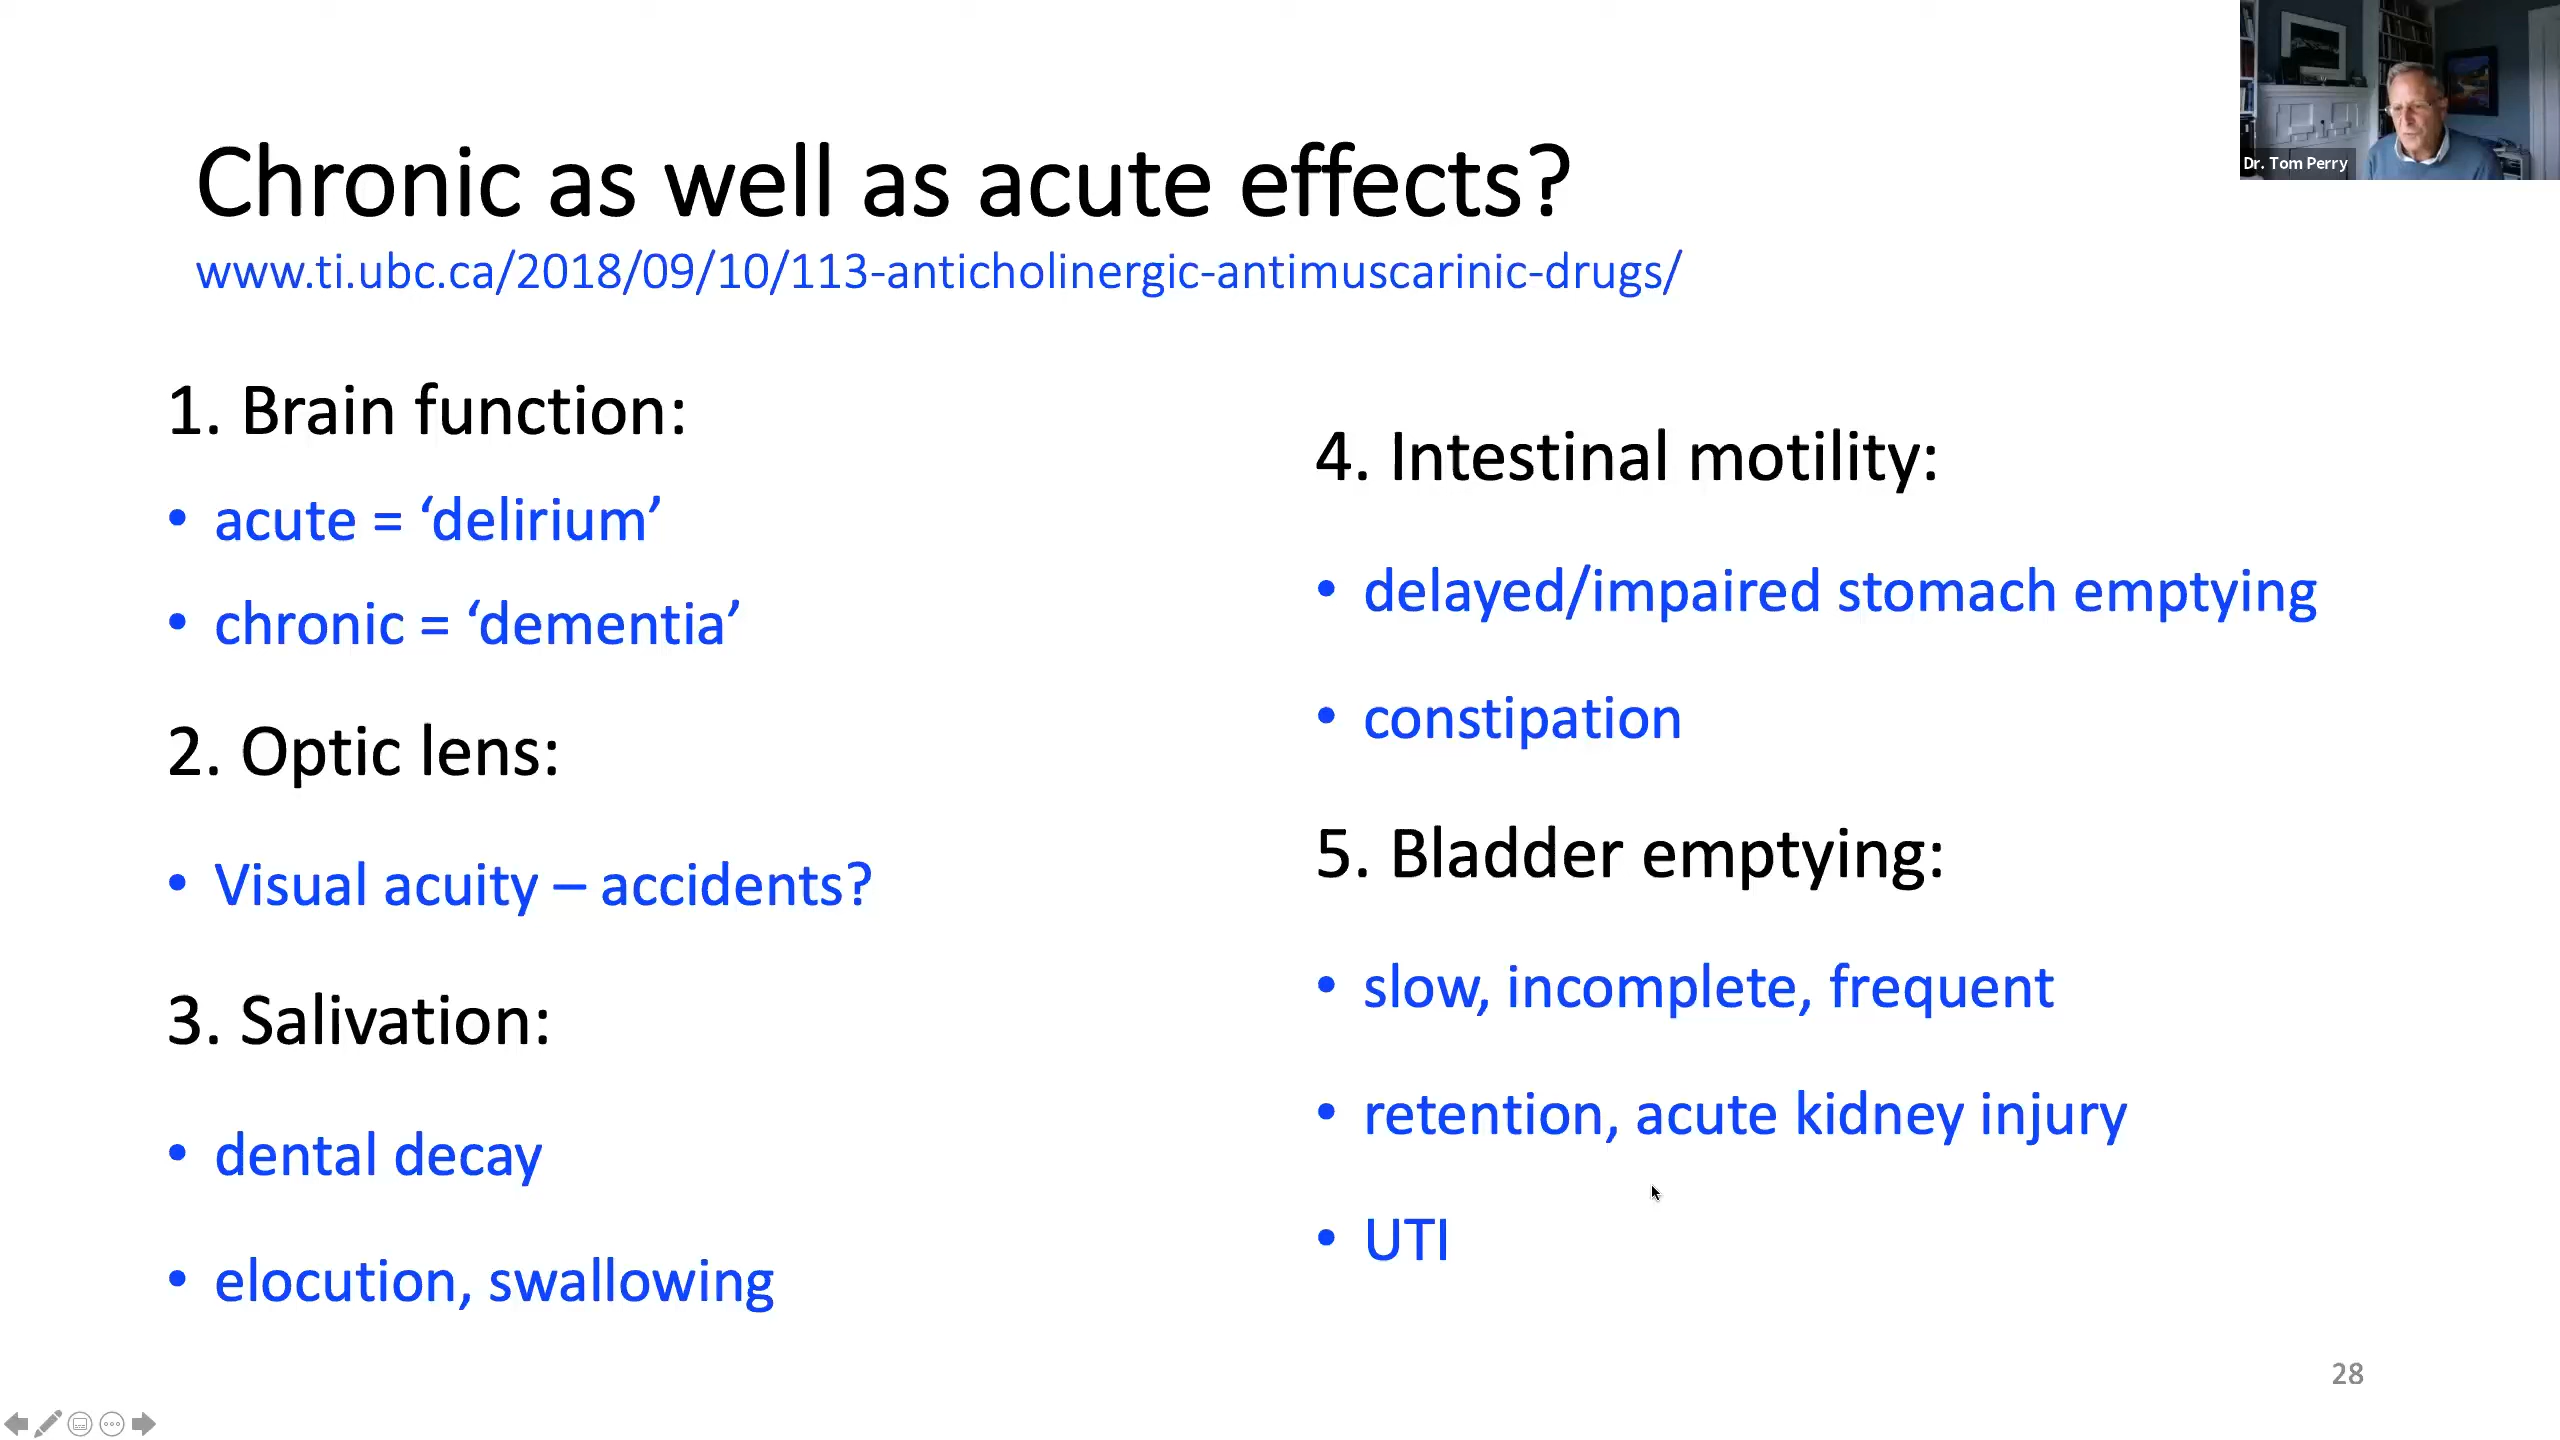 Chronic as well as acute effects?
www.ti.ubc.ca/2018/09/10/113-anticholinergic-antimuscarinic-drugs/
Dr. Tom Perry
1. Brain function:
• acute = ‘delirium’
• chronic = ‘dementia’
2. Optic lens:
• Visual acuity – accidents?
3. Salivation:
• dental decay
• elocution, swallowing
4. Intestinal motility:
• delayed/impaired stomach emptying
• constipation
5. Bladder emptying:
• slow, incomplete, frequent
• retention, acute kidney injury
• UTI
28